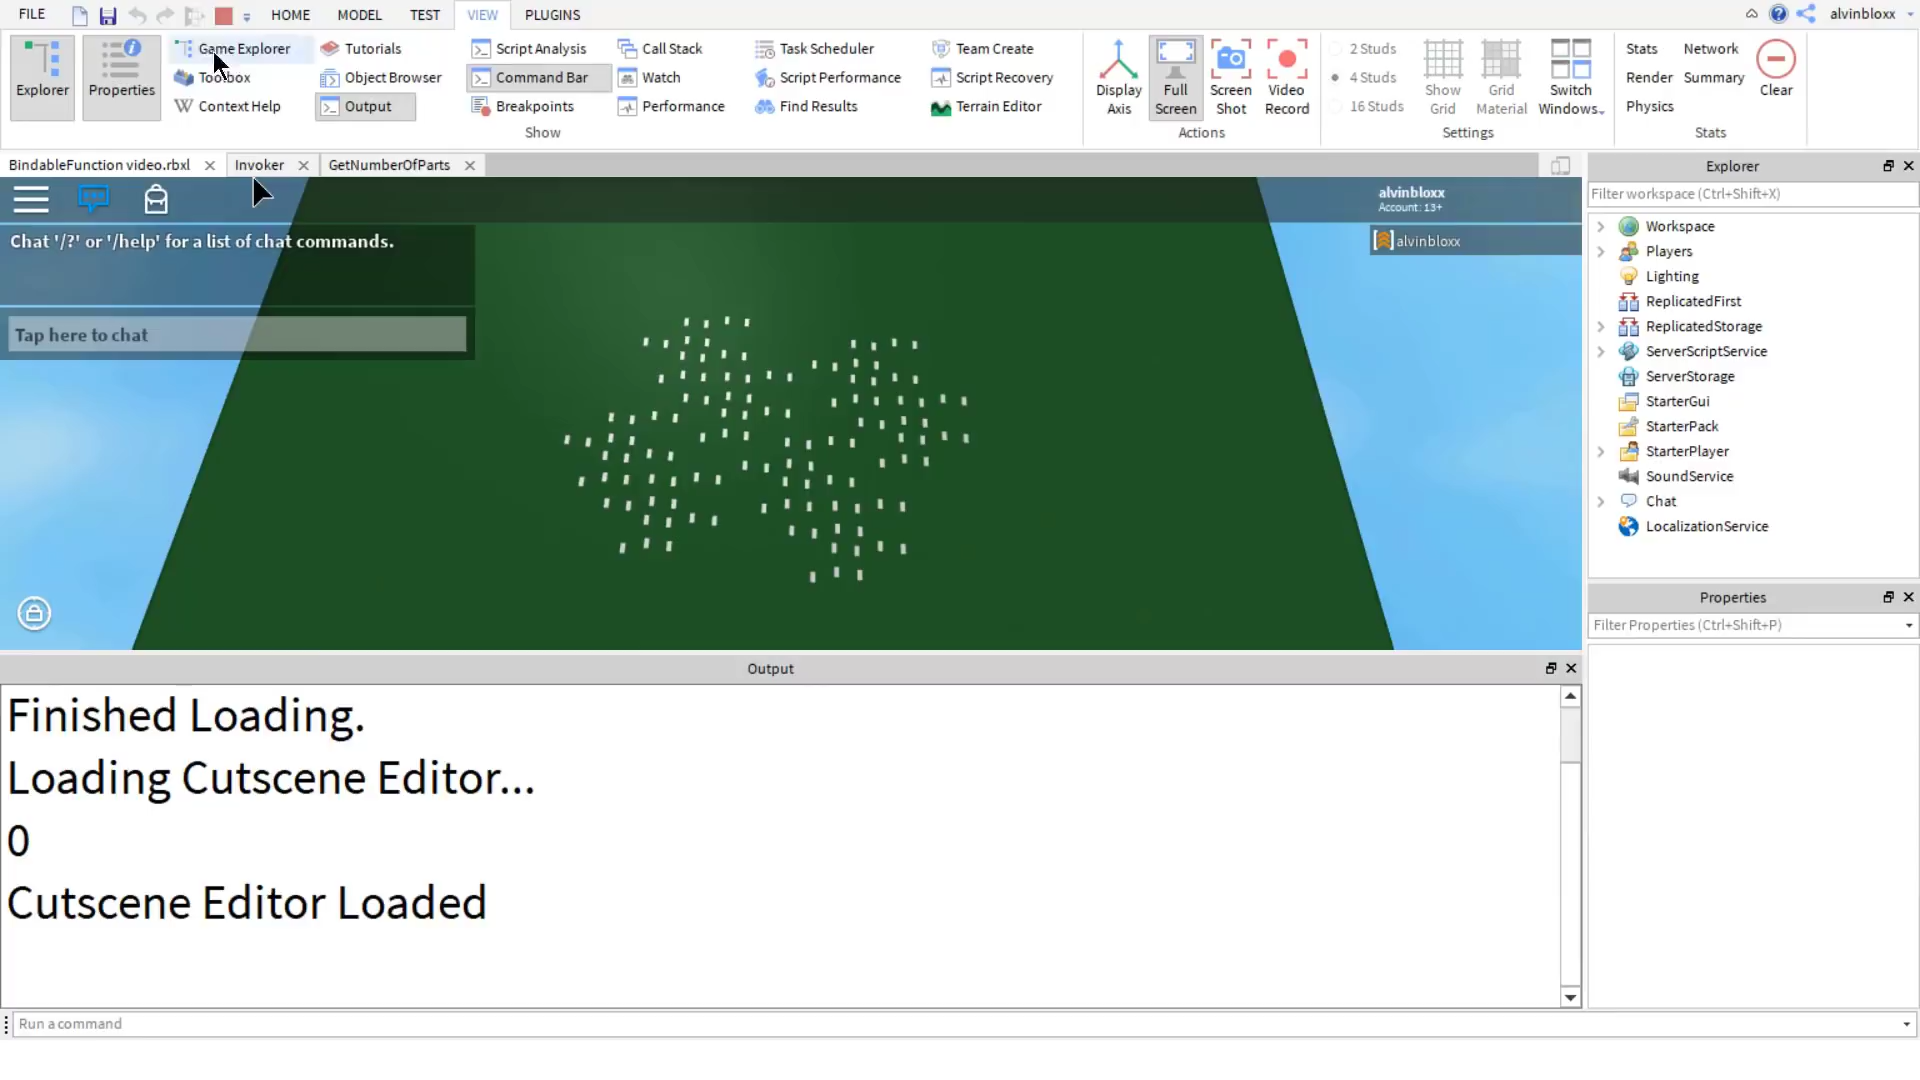 FILE
HOME
MODEL
TEST
VIEW
PLUGINS
alvinbloxx
Explorer
Properties
Game Explorer
Toolbox
Context Help
Tutorials
Object Browser
Output
Script Analysis
Command Bar
Breakpoints
Call Stack
Watch
Performance
Task Scheduler
Script Performance
Find Results
Team Create
Script Recovery
Terrain Editor
Show
Display
Axis
Full
Screen
Screen
Shot
Video
Record
Actions
2 Studs
4 Studs
16 Studs
Show
Grid
Grid
Material
Switch
Windows
Settings
Stats
Network
Render
Summary
Physics
Clear
Stats
BindableFunction video.rbxl
Invoker
GetNumberOfParts
Chat '/?' or '/help' for a list of chat commands.
Tap here to chat
alvinbloxx
Account: 13+
alvinbloxx
Explorer
Filter workspace (Ctrl+Shift+X)
Workspace
Players
Lighting
ReplicatedFirst
ReplicatedStorage
ServerScriptService
ServerStorage
StarterGui
StarterPack
StarterPlayer
SoundService
Chat
LocalizationService
Properties
Filter Properties (Ctrl+Shift+P)
Output
Finished Loading.
Loading Cutscene Editor...
0
Cutscene Editor Loaded
Run a command